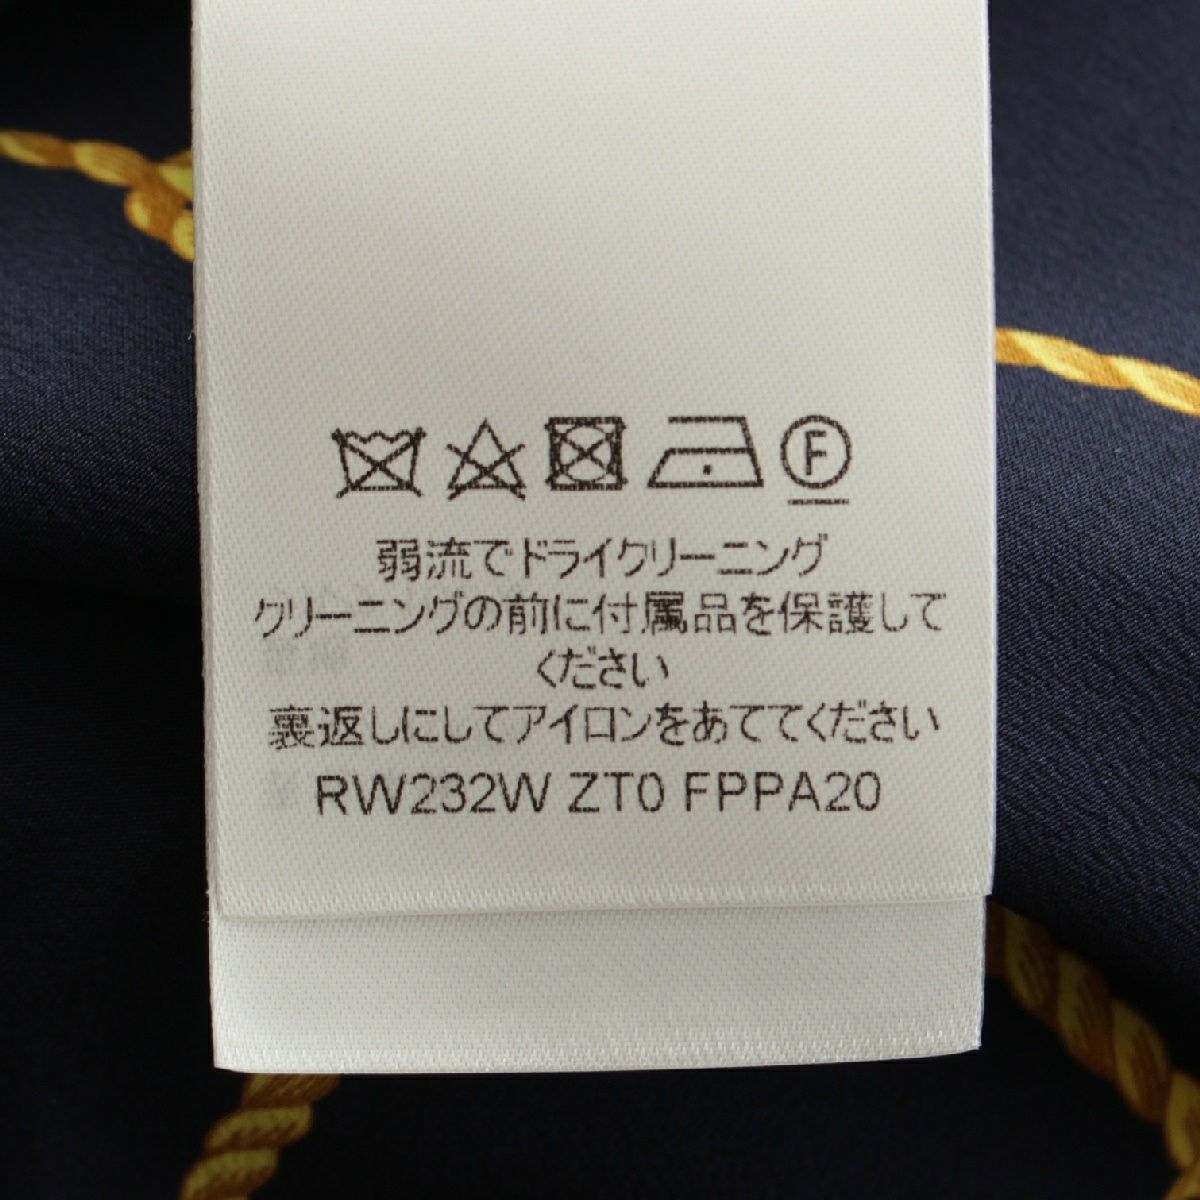 F
弱流でドライクリーニング
クリーニングの前に付属品を保護して
ください
裏返しにしてアイロンをあててください
RW232W ZT0 FPPA20